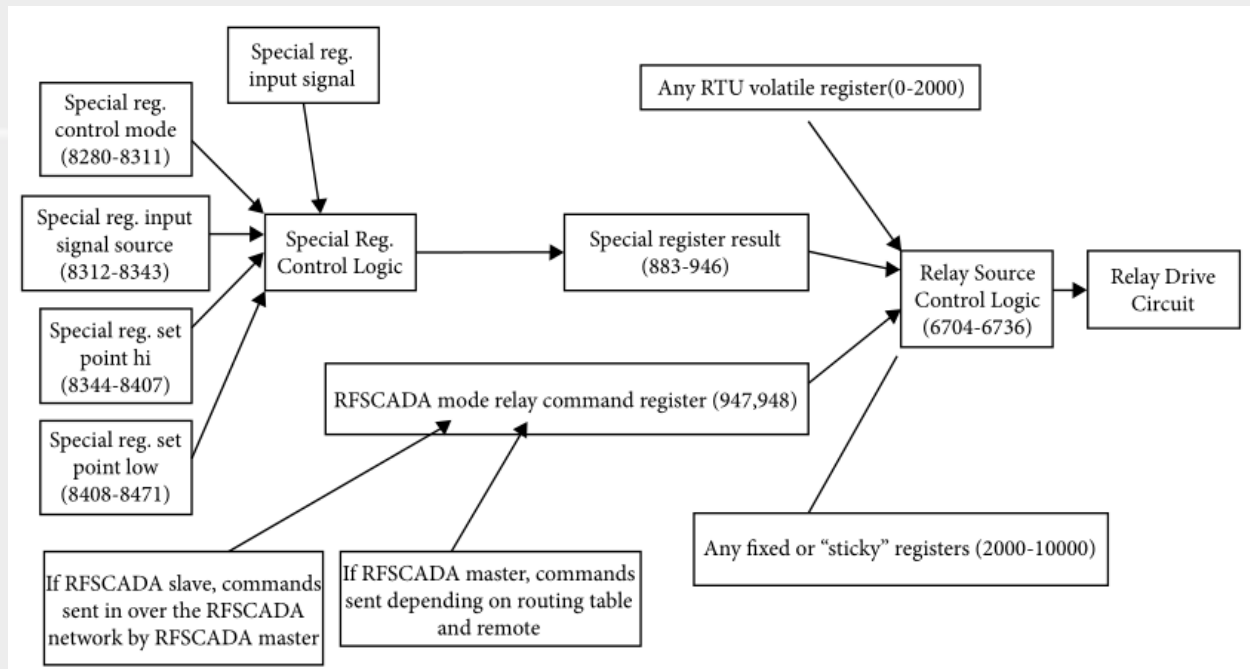 Special reg.
input signal
Special reg.
control mode
(8280-8311)
Any RTU volatile register(0-2000)
Special reg. input
signal source
(8312-8343)
Special Reg.
Control Logic
Special register result
(883-946)
Relay Source
Control Logic
(6704-6736)
Relay Drive
Circuit
Special reg. set
point hi
(8344-8407)
RFSCADA mode relay command register (947,948)
Special reg. set
point low
(8408-8471)
Any fixed or “sticky” registers (2000-10000)
If RFSCADA slave, commands
sent in over the RFSCADA
network by RFSCADA master
If RFSCADA master, commands
sent depending on routing table
and remote